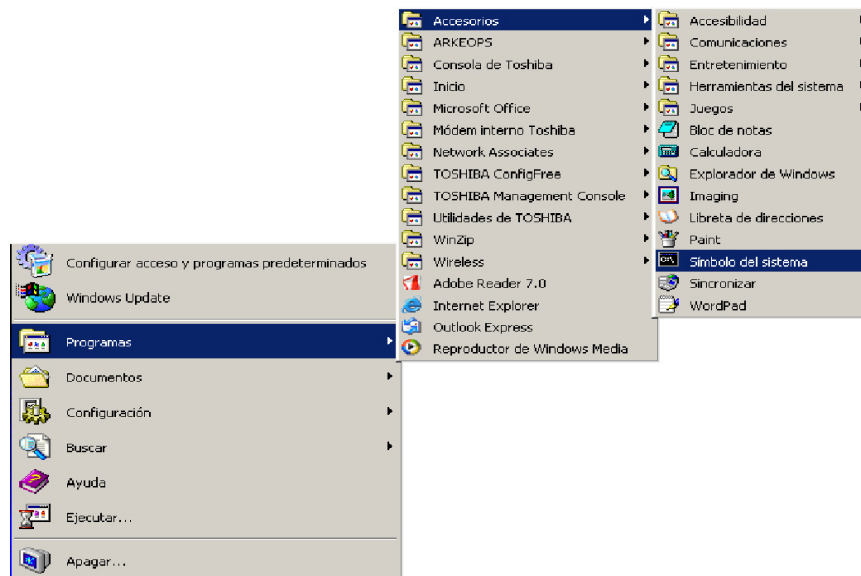 Configurar acceso y programas predeterminados
Windows Update
Programas
Documentos
Configuración
Buscar
Ayuda
Ejecutar...
Apagar...
Accesorios
ARKEOPS
Consola de Toshiba
Inicio
Microsoft Office
Módem interno Toshiba
Network Associates
TOSHIBA ConfigFree
TOSHIBA Management Console
Utilidades de TOSHIBA
WinZip
Wireless
Adobe Reader 7.0
Internet Explorer
Outlook Express
Reproductor de Windows Media
Accesibilidad
Comunicaciones
Entretenimiento
Herramientas del sistema
Juegos
Bloc de notas
Calculadora
Explorador de Windows
Imaging
Libreta de direcciones
Paint
Símbolo del sistema
Sincronizar
WordPad